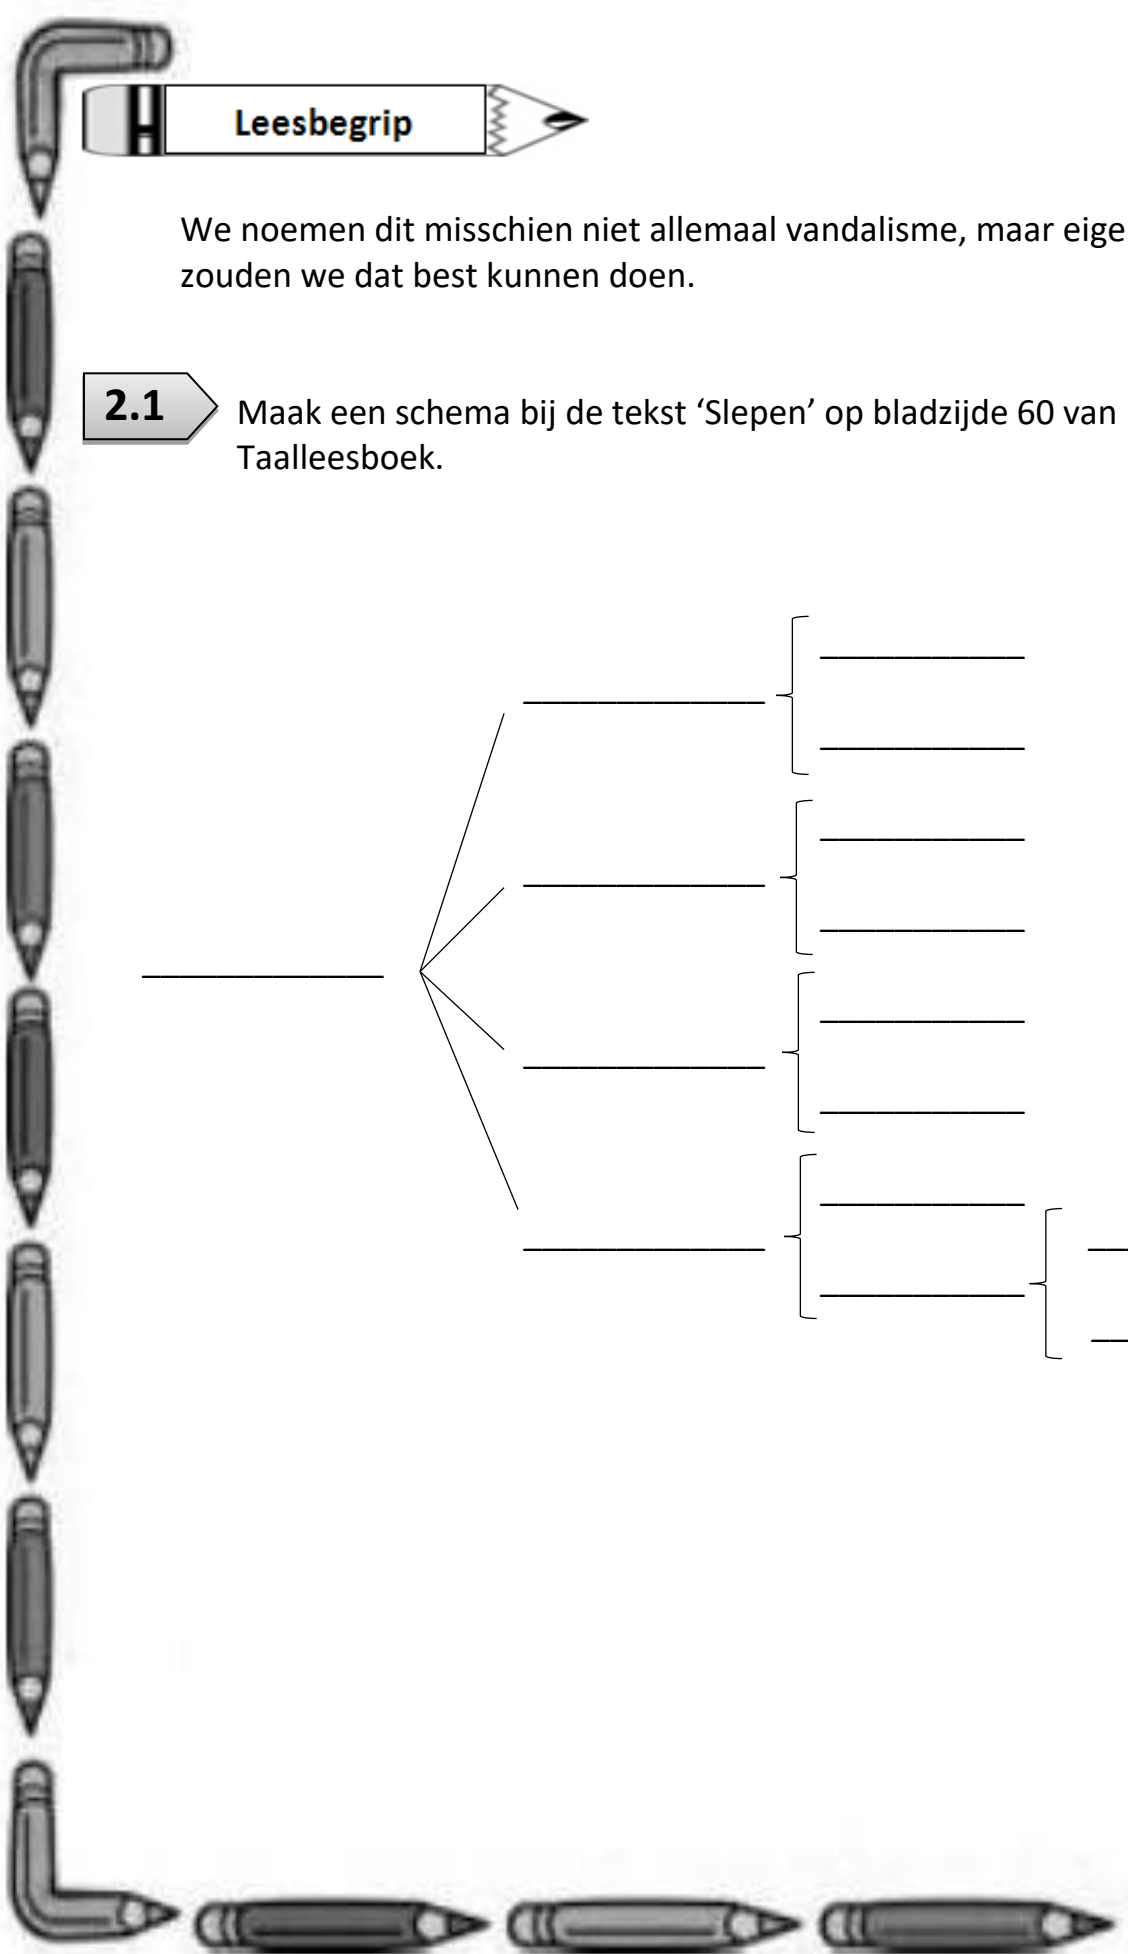 Leesbegrip
We noemen dit misschien niet allemaal vandalisme, maar eige
zouden we dat best kunnen doen.
2.1
Maak een schema bij de tekst ‘Slepen’ op bladzijde 60 van
Taalleesboek.